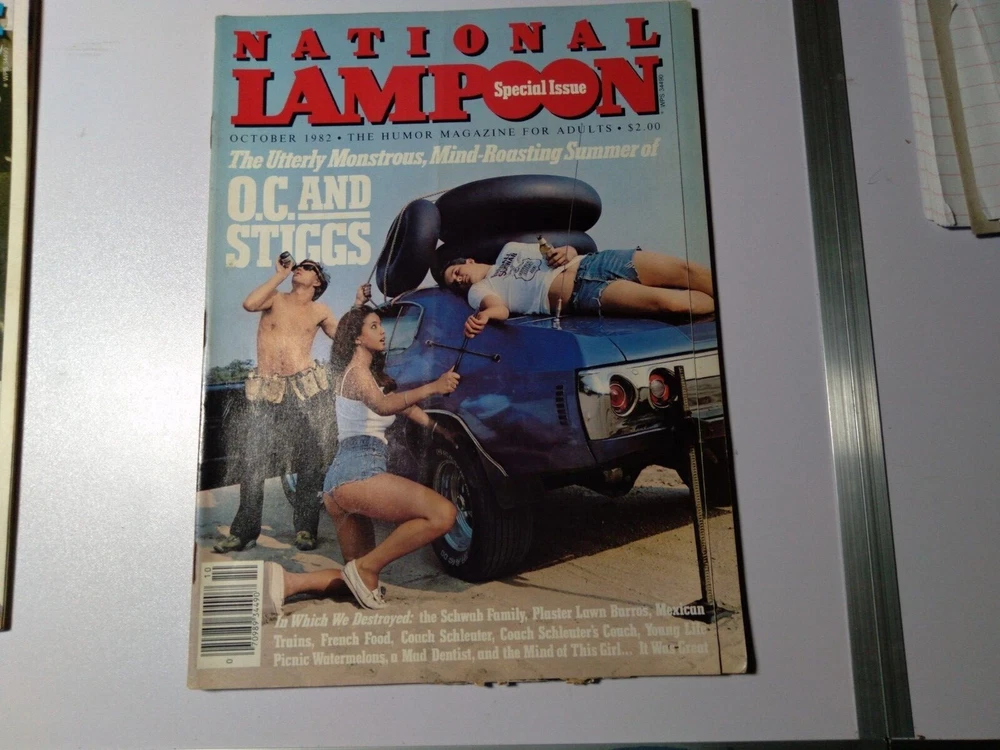 NATIONAL
LAMPOON
Special Issue
OCTOBER 1982 • THE HUMOR MAGAZINE FOR ADULTS • $2.00
The Utterly Monstrous, Mind-Roasting Summer of
O.C. AND
STIGGS
In Which We Destroyed: the Schwab Family, Plaster Lawn Burros, Mexican
Trains, French Food, Coach Schleuter, Coach Schleuter's Couch, Young Life
Picnic Watermelons, a Mad Dentist, and the Mind of This Girl... It Was Great